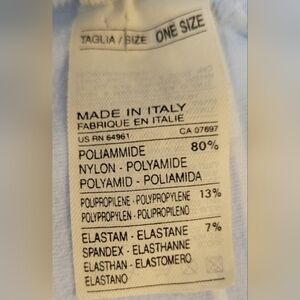 TAGLIA / SIZE ONE SIZE
MADE IN ITALY
FABRIQUE EN ITALIE
US RN 64961 CA 07697
POLIAMMIDE 80%
NYLON - POLYAMIDE
POLYAMID - POLIAMIDA
POLIPROPILENE - POLYPROPYLENE 13%
POLYPROPYLEN - POLIPROPILENO
ELASTAM - ELASTANE 7%
SPANDEX - ELASTHANNE
ELASTHAN - ELASTOMERO
ELASTANO